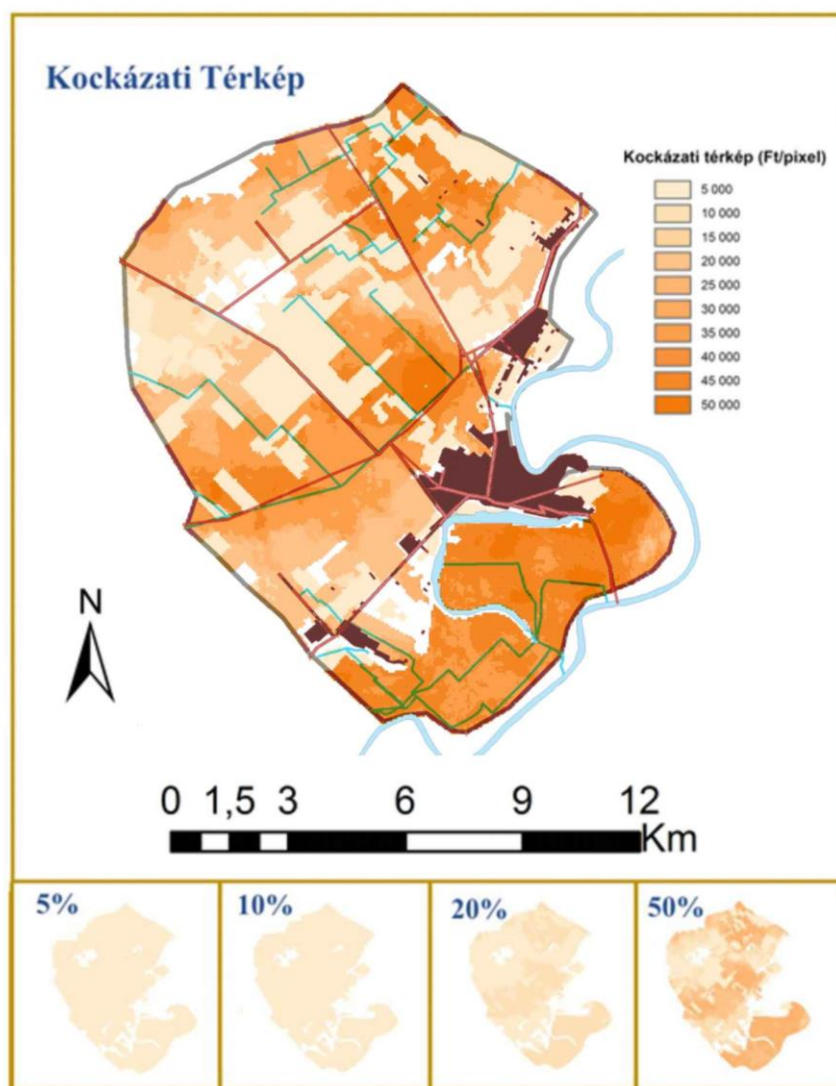 Kockázati Térkép
Kockázati térkép (Ft/pixel)
5 000
10 000
15 000
20 000
25 000
30 000
35 000
40 000
45 000
50 000
N
0 1,5 3 6 9 12
Km
5% 10% 20% 50%